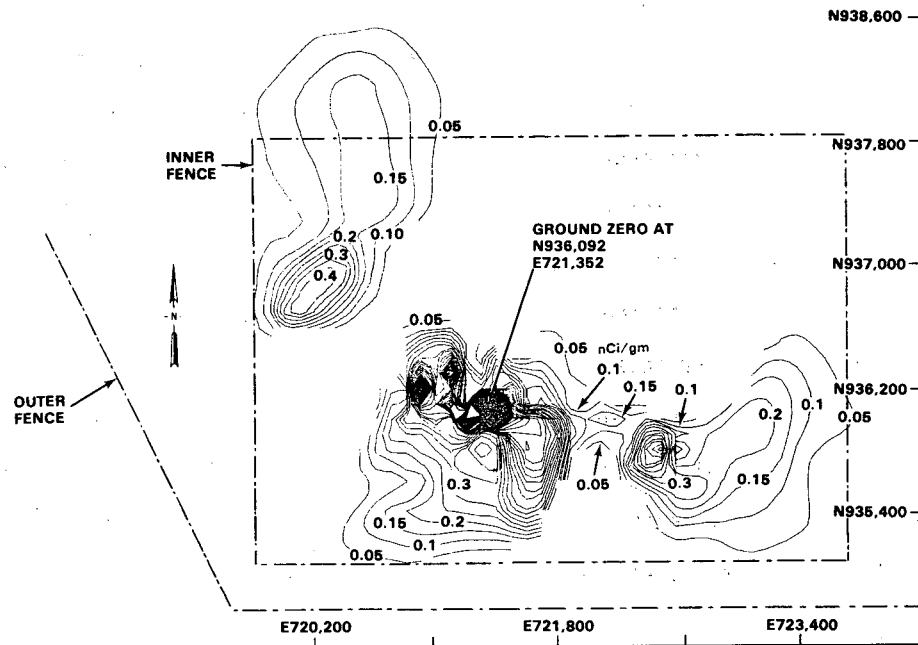 N938,600
0.05
N937,800
INNER
FENCE
0.15
GROUND ZERO AT
N936,092
E721,352
0.2
0.10
0.3
0.4
N937,000
N
0.05
0.05 nCi/gm
0.1
0.15
0.1
N936,200
OUTER
FENCE
0.2
0.1
0.05
0.3
0.05
0.3
0.15
0.15
0.2
N935,400
0.05
0.1
E720,200
E721,800
E723,400